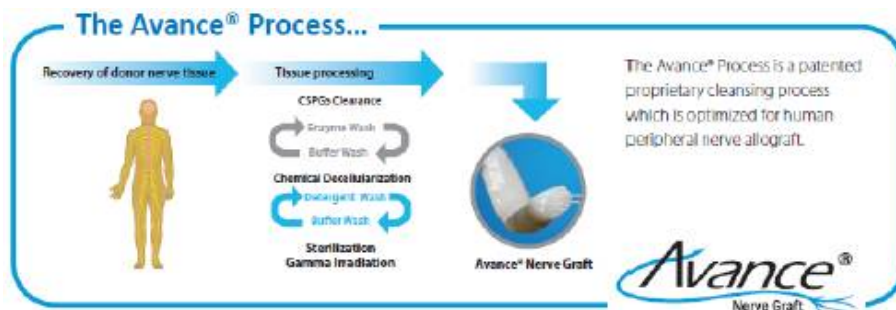 The Avance® Process...
Recovery of donor nerve tissue
Tissue processing
CSPGs Clearance
Enzyme Wash
Buffer Wash
Chemical Decellularization
Detergent Wash
Buffer Wash
Sterilization
Gamma Irradiation
Avance® Nerve Graft
The Avance® Process is a patented
proprietary cleansing process
which is optimized for human
peripheral nerve allograft.
Avance®
Nerve Graft